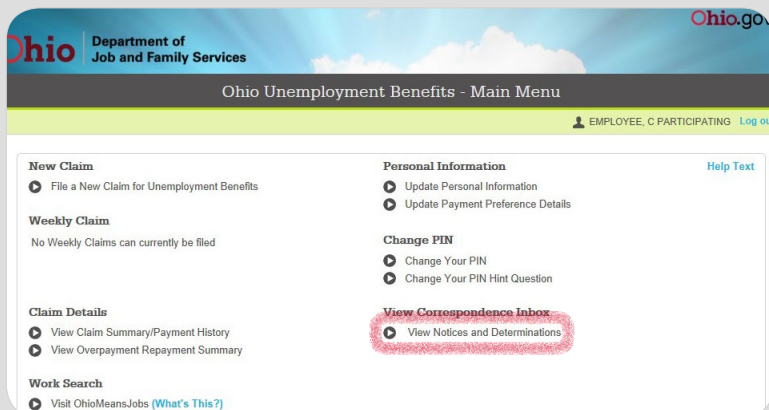 Ohio.gov
Ohio
Department of
Job and Family Services
Ohio Unemployment Benefits - Main Menu
EMPLOYEE, C PARTICIPATING Log ou
New Claim
File a New Claim for Unemployment Benefits
Weekly Claim
No Weekly Claims can currently be filed
Claim Details
View Claim Summary/Payment History
View Overpayment Repayment Summary
Work Search
Visit OhioMeansJobs (What's This?)
Personal Information
Update Personal Information
Update Payment Preference Details
Change PIN
Change Your PIN
Change Your PIN Hint Question
View Correspondence Inbox
View Notices and Determinations
Help Text